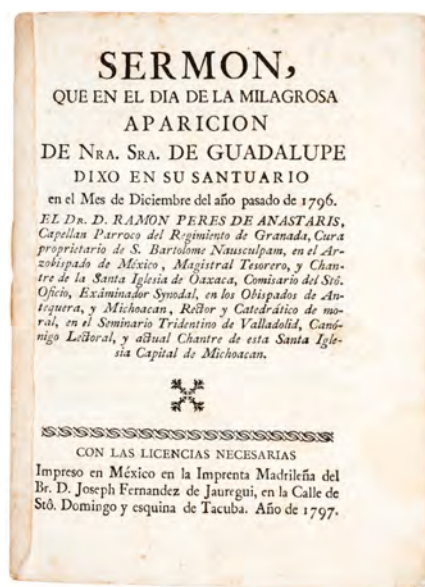 SERMON,
QUE EN EL DIA DE LA MILAGROSA
APARICION
DE NRA. SRA. DE GUADALUPE
DIXO EN SU SANTUARIO
en el Mes de Diciembre del año pasado de 1796.
EL DR. D. RAMON PERES DE ANASTARIS,
Capellan Parroco del Regimiento de Granada, Cura
proprietario de S. Bartolome Nausculpam, en el Ar-
zobispado de México, Magistral Tesorero, y Chan-
tre de la Santa Iglesia de Oaxaca, Comisario del Stô.
Oficio, Exâminador Synodal, en los Obispados de An-
tequera, y Michoacan, Rector y Catedrático de mo-
ral, en el Seminario Tridentino de Valladolid, Canó-
nigo Lectoral, y actual Chantre de esta Santa Igle-
sia Capital de Michoacan.
CON LAS LICENCIAS NECESARIAS
Impreso en México en la Imprenta Madrileña del
Br. D. Joseph Fernandez de Jauregui, en la Calle de
Stô. Domingo y esquina de Tacuba. Año de 1797.